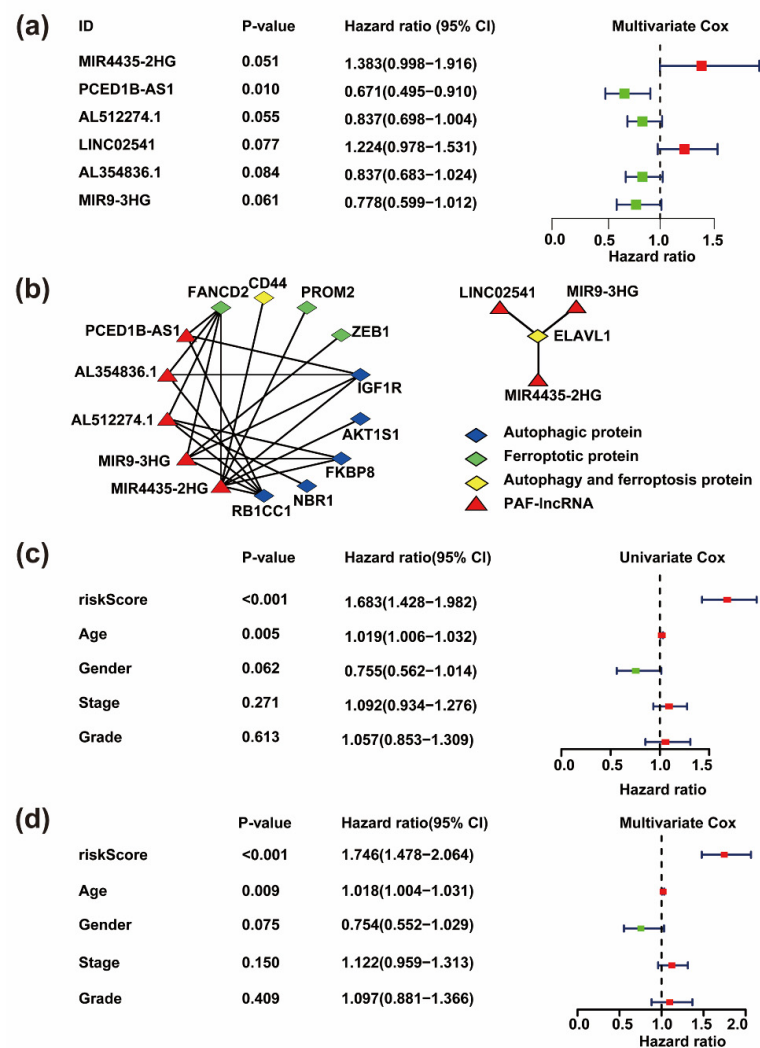 (a)
ID P-value Hazard ratio (95% CI) Multivariate Cox
MIR4435-2HG 0.051 1.383(0.998−1.916)
PCED1B-AS1 0.010 0.671(0.495−0.910)
AL512274.1 0.055 0.837(0.698−1.004)
LINC02541 0.077 1.224(0.978−1.531)
AL354836.1 0.084 0.837(0.683−1.024)
MIR9-3HG 0.061 0.778(0.599−1.012)
0.0 0.5 1.0 1.5
Hazard ratio
(b)
FANCD2 CD44 PROM2
PCED1B-AS1 ZEB1
AL354836.1 IGF1R
AL512274.1 AKT1S1
MIR9-3HG FKBP8
MIR4435-2HG NBR1
RB1CC1
LINC02541 MIR9-3HG
ELAVL1
MIR4435-2HG
Autophagic protein
Ferroptotic protein
Autophagy and ferroptosis protein
PAF-lncRNA
(c)
P-value Hazard ratio(95% CI) Univariate Cox
riskScore <0.001 1.683(1.428−1.982)
Age 0.005 1.019(1.006−1.032)
Gender 0.062 0.755(0.562−1.014)
Stage 0.271 1.092(0.934−1.276)
Grade 0.613 1.057(0.853−1.309)
0.0 0.5 1.0 1.5
Hazard ratio
(d)
P-value Hazard ratio(95% CI) Multivariate Cox
riskScore <0.001 1.746(1.478−2.064)
Age 0.009 1.018(1.004−1.031)
Gender 0.075 0.754(0.552−1.029)
Stage 0.150 1.122(0.959−1.313)
Grade 0.409 1.097(0.881−1.366)
0.0 0.5 1.0 1.5 2.0
Hazard ratio